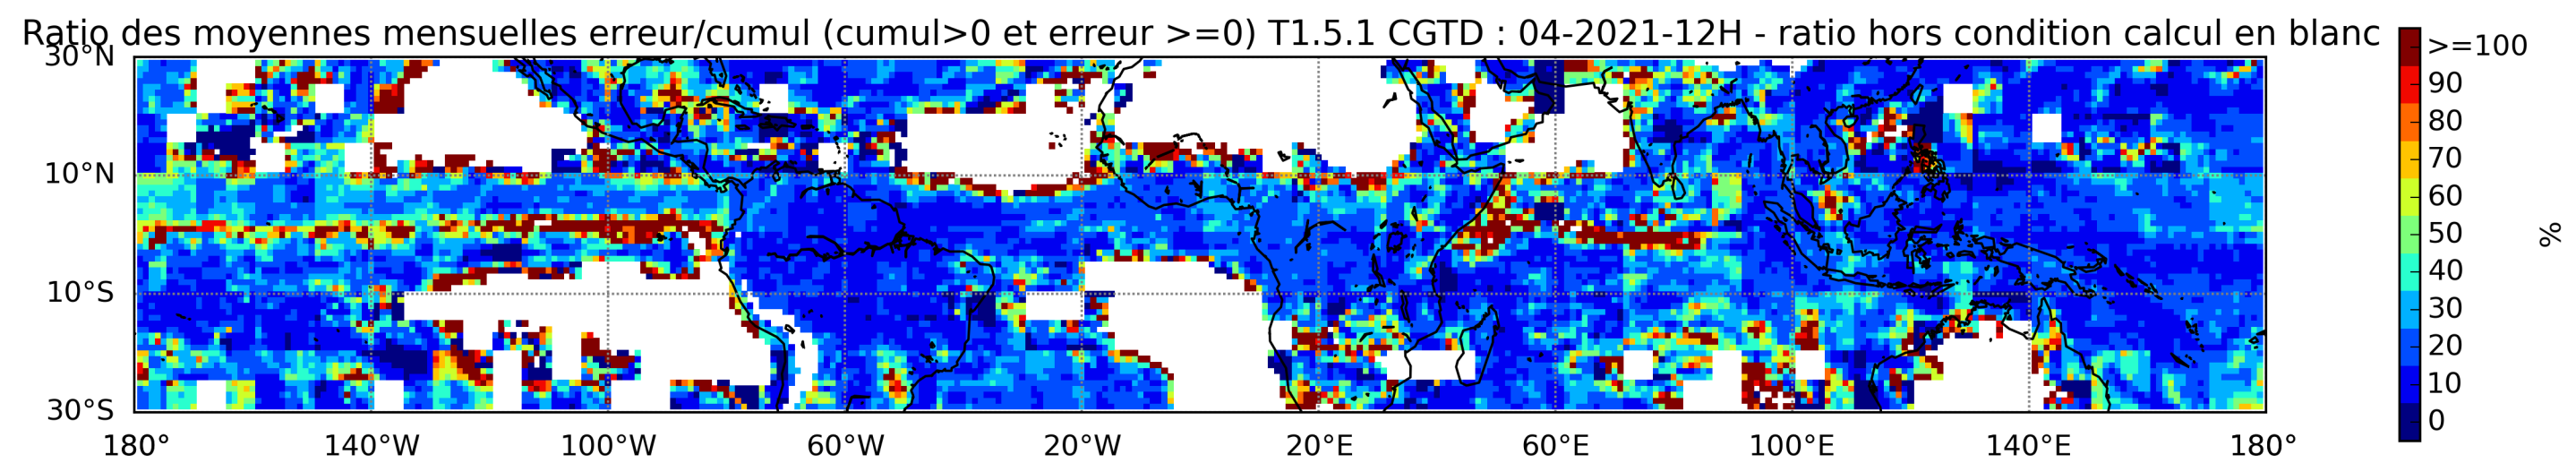 Ratio des moyennes mensuelles erreur/cumul (cumul>0 et erreur >=0) T1.5.1 CGTD : 04-2021-12H - ratio hors condition calcul en blanc
30°N
10°N
10°S
30°S
180°
140°W
100°W
60°W
20°W
20°E
60°E
100°E
140°E
180°
>=100
90
80
70
60
50
40
30
20
10
0
%